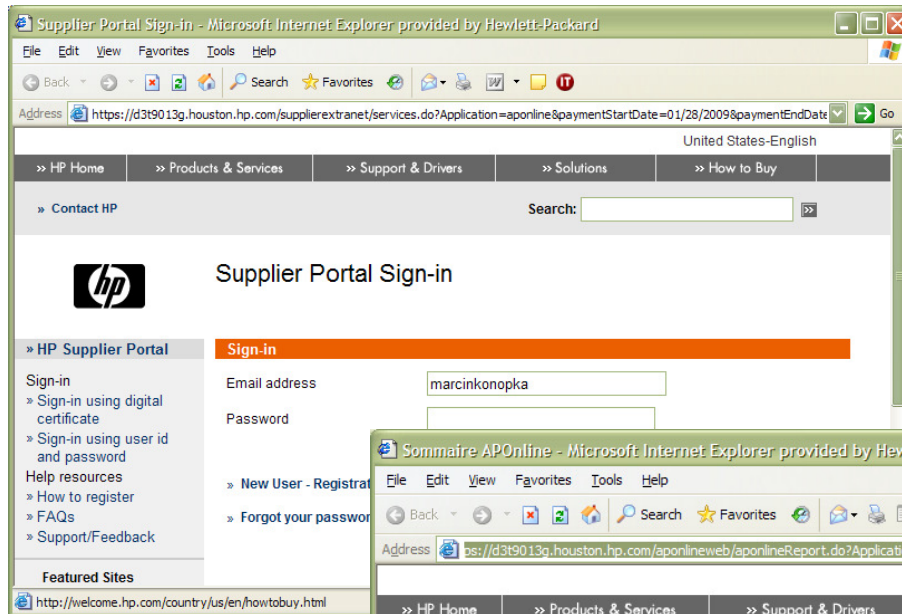 Supplier Portal Sign-in - Microsoft Internet Explorer provided by Hewlett-Packard
File Edit View Favorites Tools Help
Back Search Favorites W IT
Address https://d3t9013g.houston.hp.com/supplierextranet/services.do?Application=aponline&paymentStartDate=01/28/2009&paymentEndDate Go
United States-English
» HP Home » Products & Services » Support & Drivers » Solutions » How to Buy
» Contact HP Search: »
hp Supplier Portal Sign-in
» HP Supplier Portal
Sign-in
» Sign-in using digital
certificate
» Sign-in using user id
and password
Help resources
» How to register
» FAQs
» Support/Feedback
Featured Sites
Sign-in
Email address marcinkonopka
Password
» New User - Registrat
» Forgot your passwor
http://welcome.hp.com/country/us/en/howtobuy.html
Sommaire APOnline - Microsoft Internet Explorer provided by Hew
File Edit View Favorites Tools Help
Back Search Favorites
Address ps://d3t9013g.houston.hp.com/aponlineweb/aponlineReport.do?Applicati
» HP Home » Products & Services » Support & Drivers